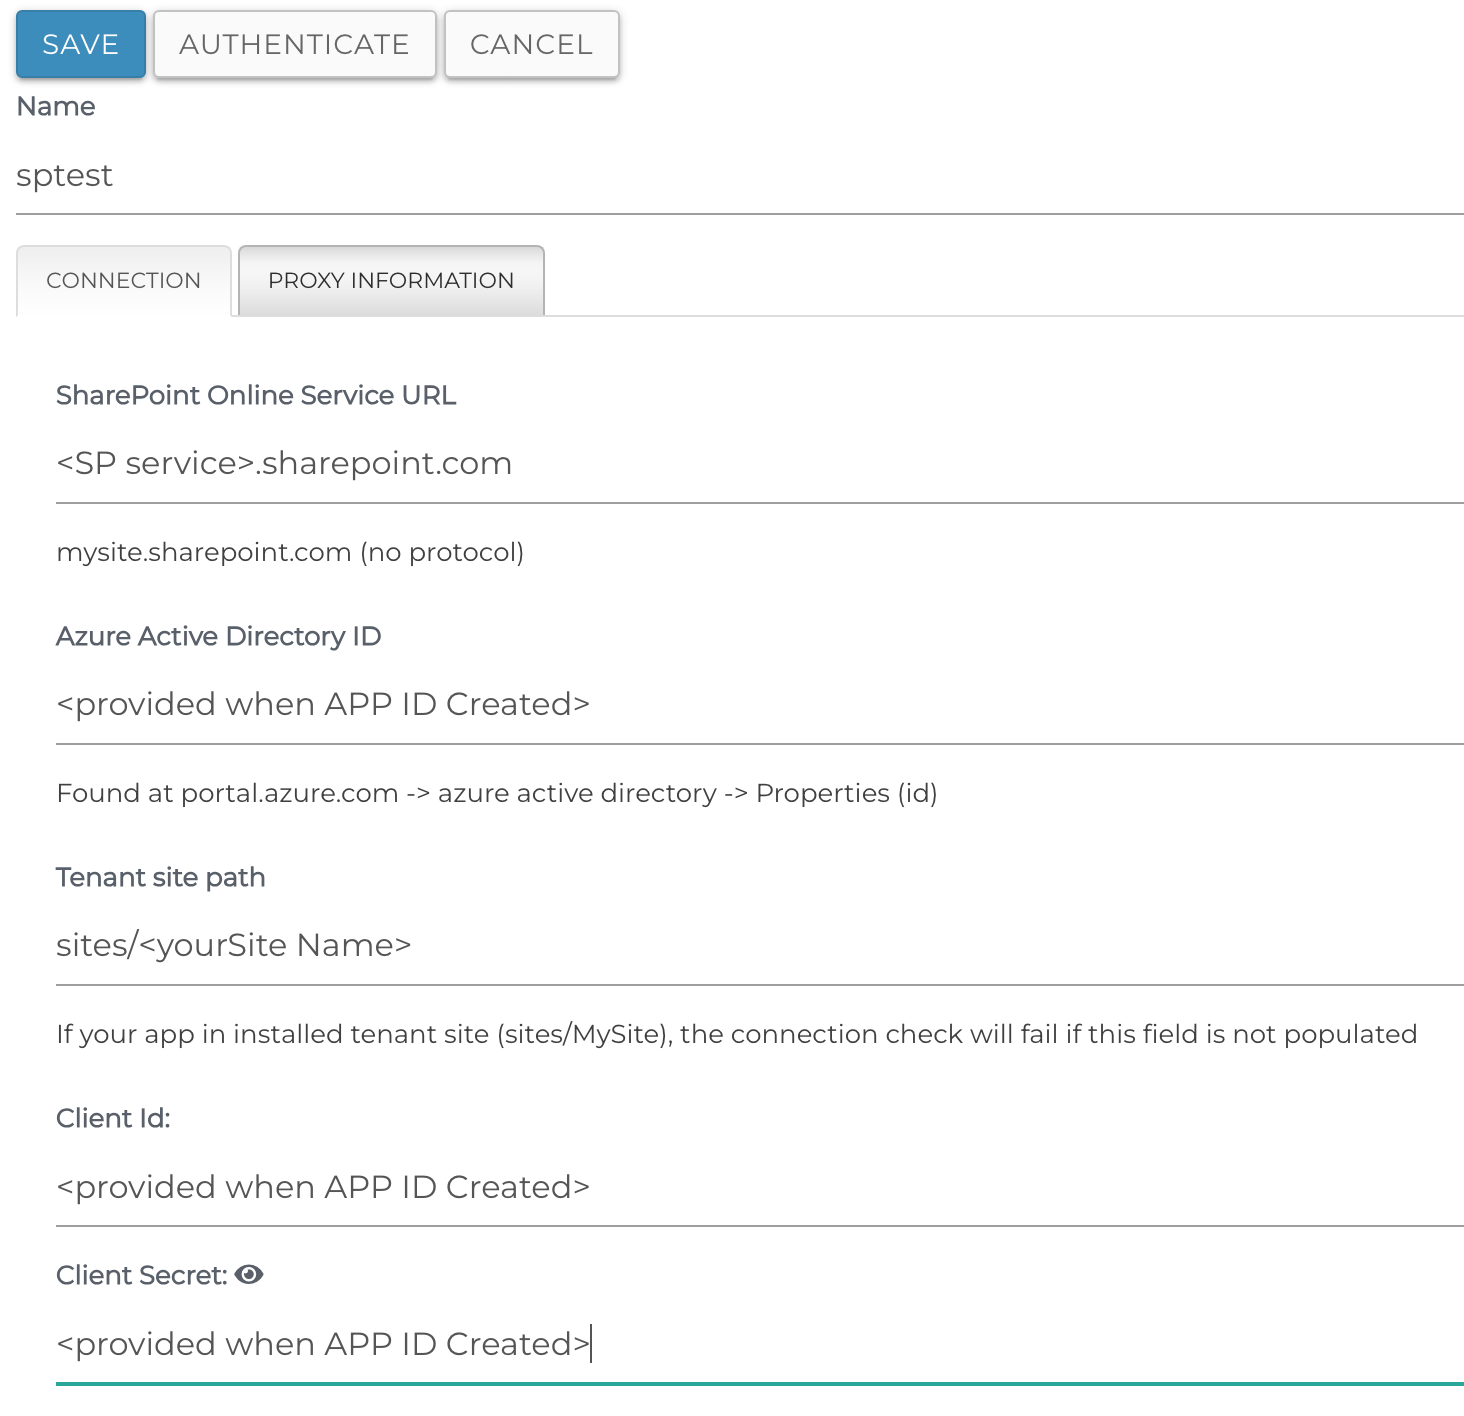 SAVE AUTHENTICATE CANCEL
Name
sptest
CONNECTION PROXY INFORMATION
SharePoint Online Service URL
<SP service>.sharepoint.com
mysite.sharepoint.com (no protocol)
Azure Active Directory ID
<provided when APP ID Created>
Found at portal.azure.com -> azure active directory -> Properties (id)
Tenant site path
sites/<yourSite Name>
If your app in installed tenant site (sites/MySite), the connection check will fail if this field is not populated
Client Id:
<provided when APP ID Created>
Client Secret:
<provided when APP ID Created>